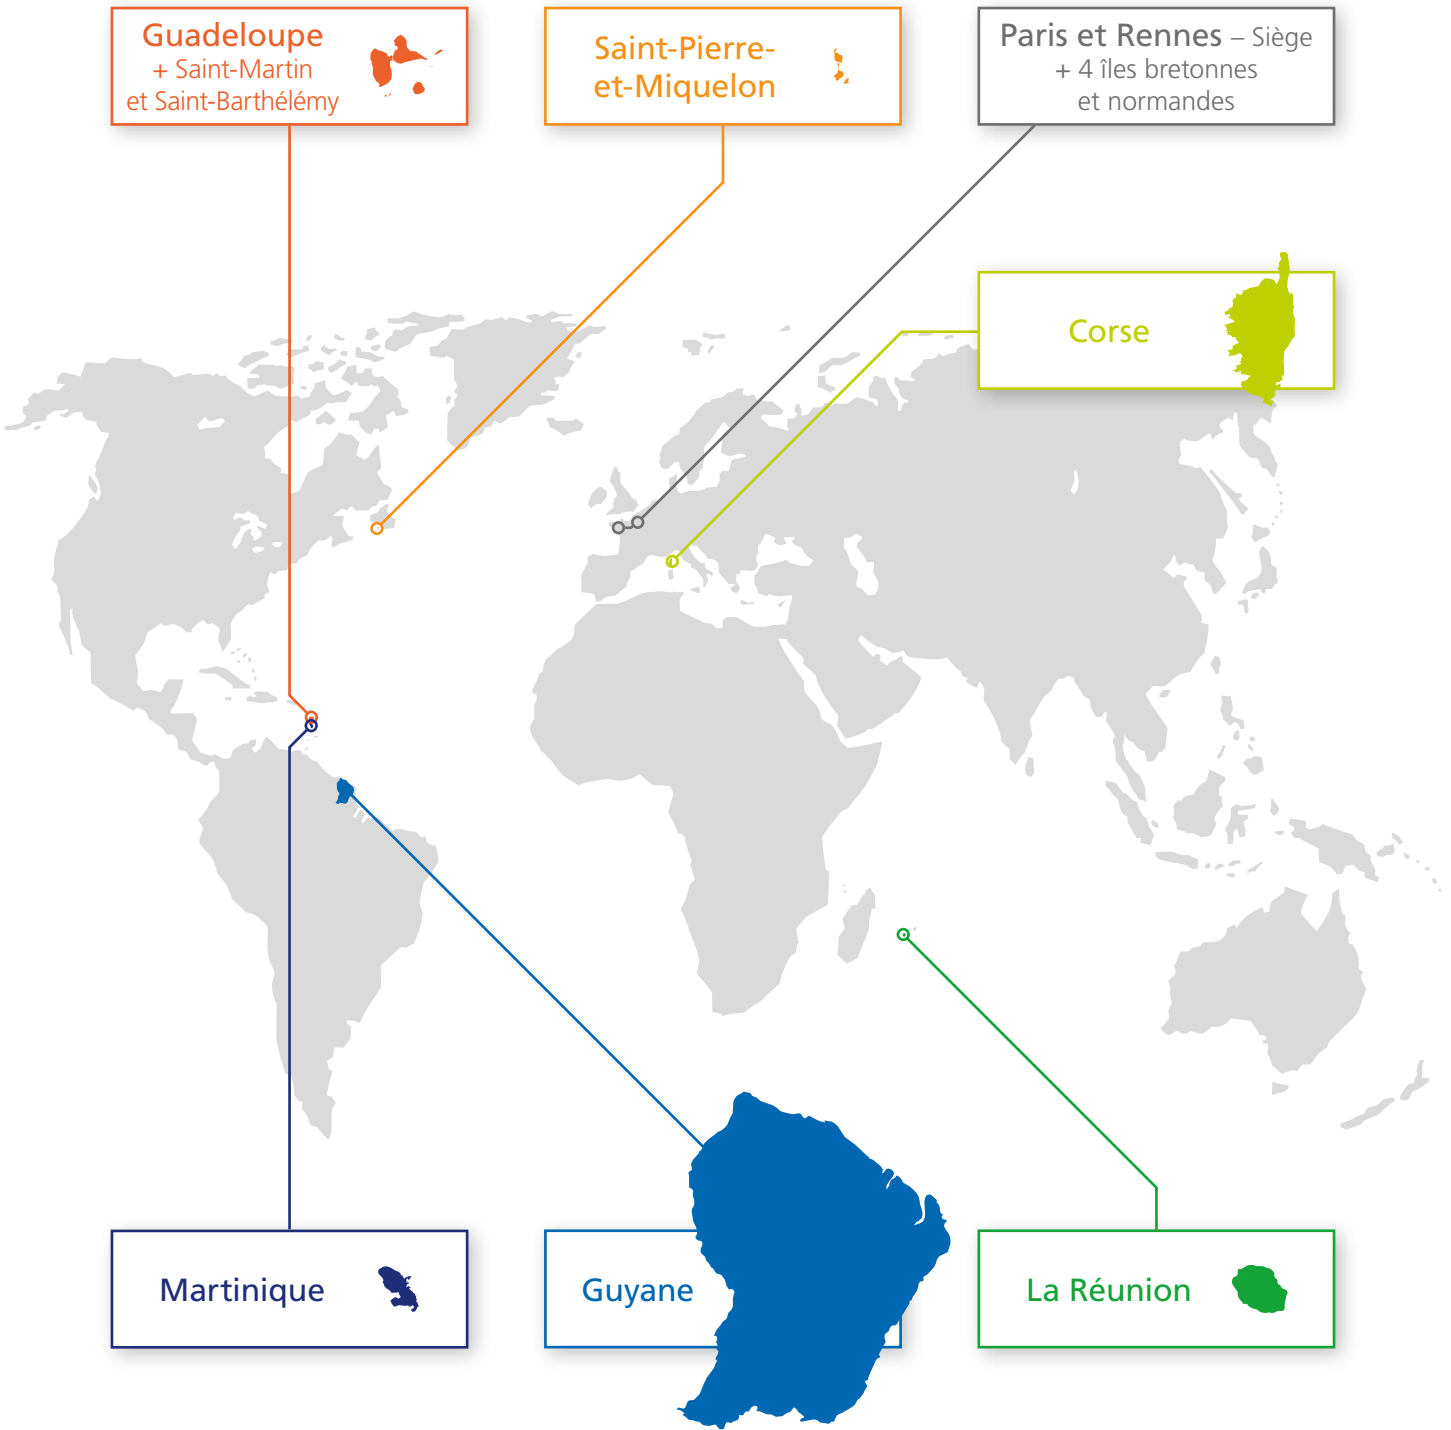 Guadeloupe
+ Saint-Martin
et Saint-Barthélémy
Saint-Pierre-
et-Miquelon
Paris et Rennes – Siège
+ 4 îles bretonnes
et normandes
Corse
Martinique
Guyane
La Réunion